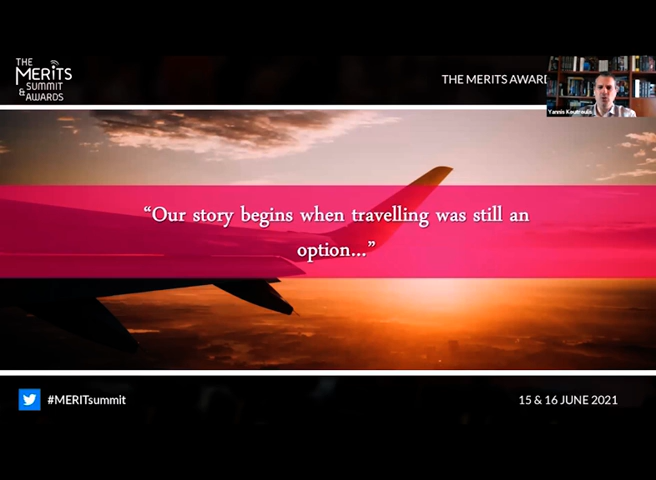 THE
MERITS
SUMMIT
& AWARDS
THE MERITS AWARD
Yannis
“Our story begins when travelling was still an
option...”
#MERITsummit
15 & 16 JUNE 2021